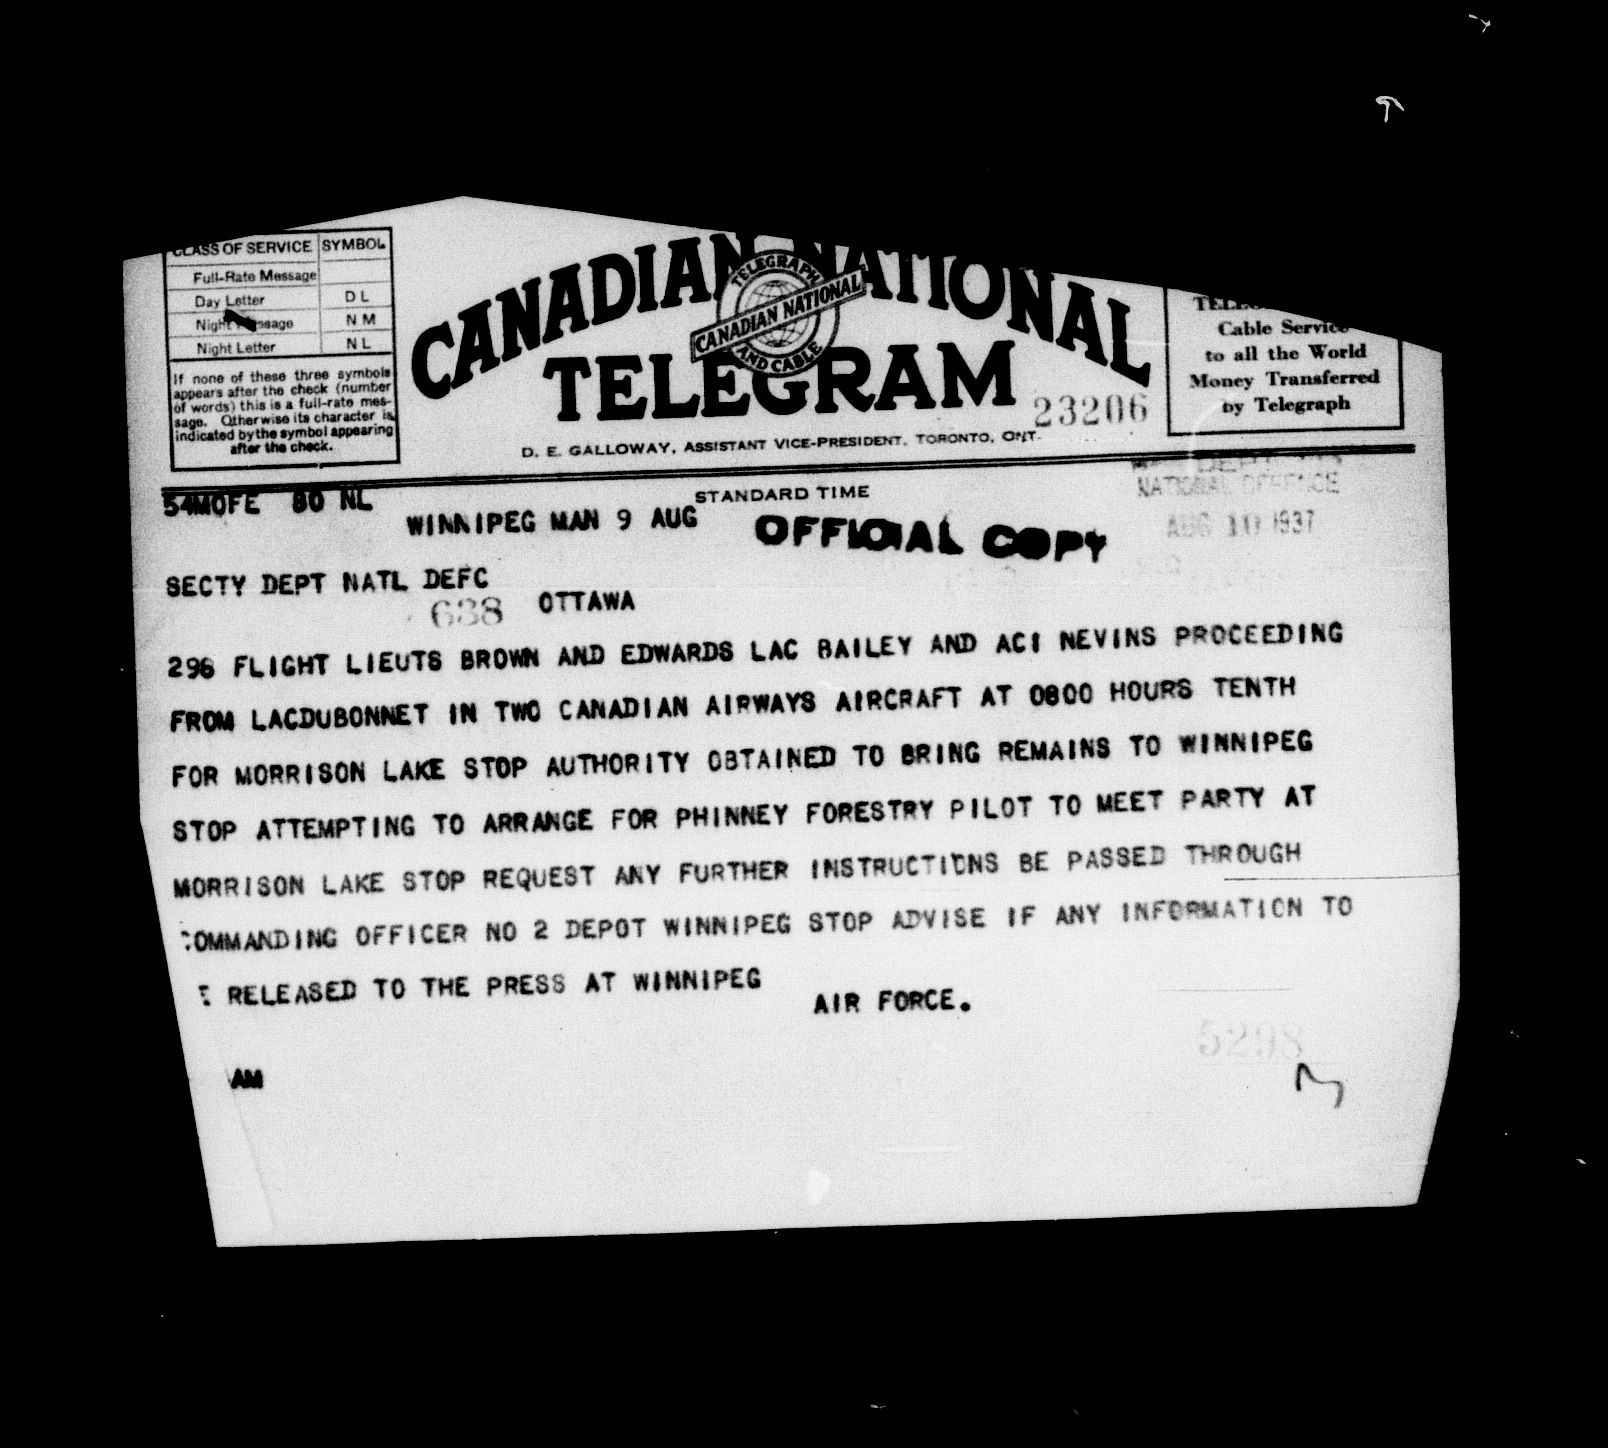 CLASS OF SERVICE SYMBOL
Full-Rate Message
Day Letter D L
Night Message N M
Night Letter N L
If none of these three symbols
appears after the check (number
of words) this is a full-rate mes-
sage. Otherwise its character is
indicated by the symbol appearing
after the check.
CANADIAN NATIONAL
TELEGRAPH
CANADIAN NATIONAL
AND CABLE
TELEGRAM
23206
D. E. GALLOWAY, ASSISTANT VICE-PRESIDENT, TORONTO, ONT.
Cable Service
to all the World
Money Transferred
by Telegraph
54MOFE 80 NL
STANDARD TIME
NATIONAL DEFENCE
AUG 10 1937
WINNIPEG MAN 9 AUG
OFFICIAL COPY
SECTY DEPT NATL DEFC
638 OTTAWA
296 FLIGHT LIEUTS BROWN AND EDWARDS LAC BAILEY AND AC1 NEVINS PROCEEDING
FROM LACDUBONNET IN TWO CANADIAN AIRWAYS AIRCRAFT AT 0800 HOURS TENTH
FOR MORRISON LAKE STOP AUTHORITY OBTAINED TO BRING REMAINS TO WINNIPEG
STOP ATTEMPTING TO ARRANGE FOR PHINNEY FORESTRY PILOT TO MEET PARTY AT
MORRISON LAKE STOP REQUEST ANY FURTHER INSTRUCTIONS BE PASSED THROUGH
COMMANDING OFFICER NO 2 DEPOT WINNIPEG STOP ADVISE IF ANY INFORMATION TO
E RELEASED TO THE PRESS AT WINNIPEG
AIR FORCE.
AM